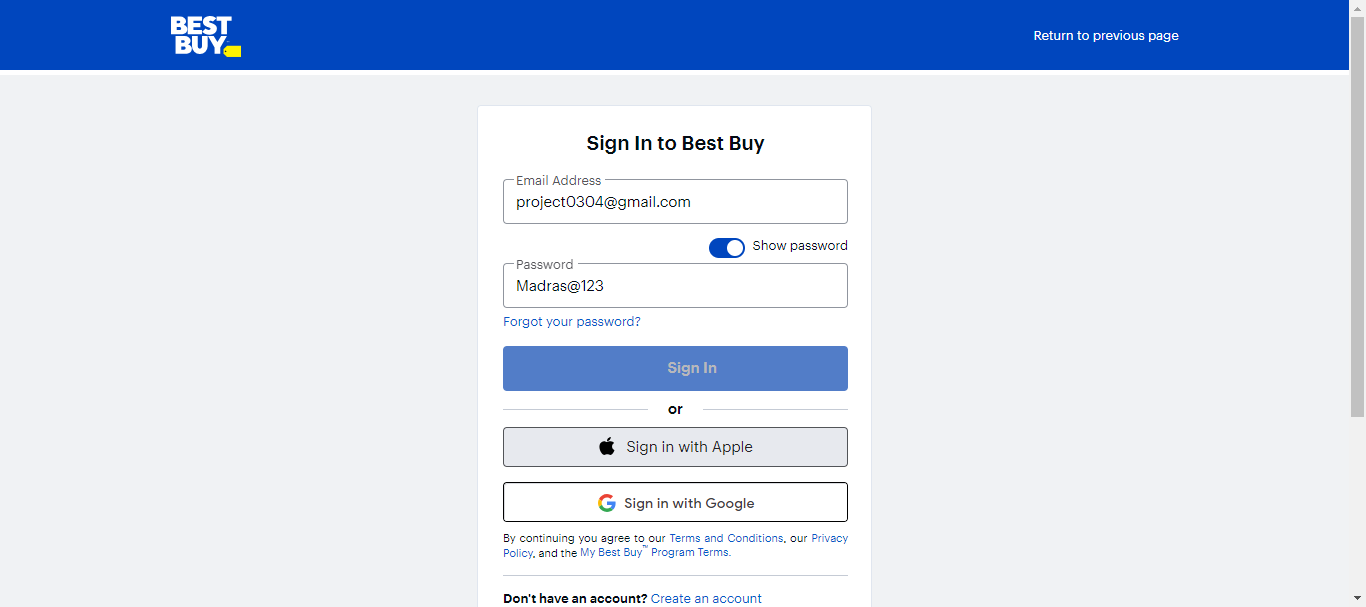 BEST
BUY
Return to previous page
Sign In to Best Buy
Email Address
project0304@gmail.com
Show password
Password
Madras@123
Forgot your password?
Sign In
or
Sign in with Apple
Sign in with Google
By continuing you agree to our Terms and Conditions, our Privacy
Policy, and the My Best Buy™ Program Terms.
Don't have an account? Create an account